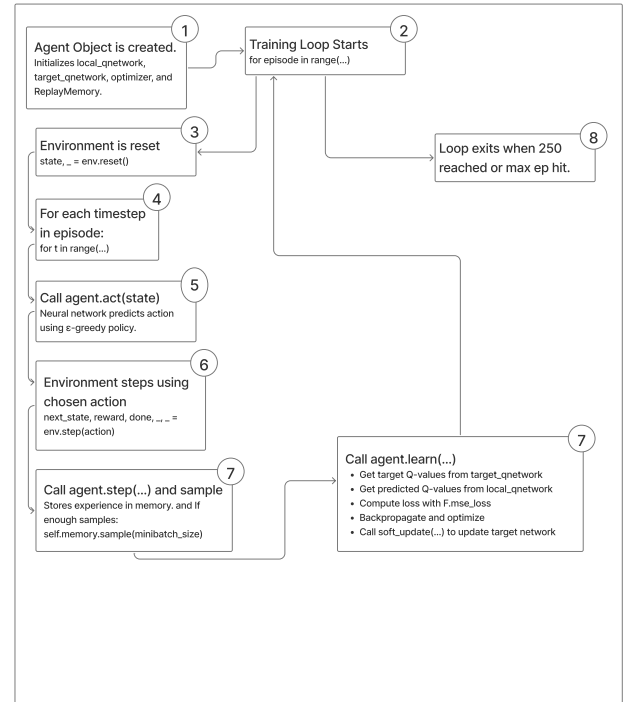 1
Agent Object is created.
Initializes local_qnetwork,
target_qnetwork, optimizer, and
ReplayMemory.
2
Training Loop Starts
for episode in range(...)
3
Environment is reset
state, _ = env.reset()
8
Loop exits when 250
reached or max ep hit.
4
For each timestep
in episode:
for t in range(...)
5
Call agent.act(state)
Neural network predicts action
using ε-greedy policy.
6
Environment steps using
chosen action
next_state, reward, done, _, _ =
env.step(action)
7
Call agent.step(...) and sample
Stores experience in memory. and If
enough samples:
self.memory.sample(minibatch_size)
7
Call agent.learn(...)
• Get target Q-values from target_qnetwork
• Get predicted Q-values from local_qnetwork
• Compute loss with F.mse_loss
• Backpropagate and optimize
• Call soft_update(...) to update target network